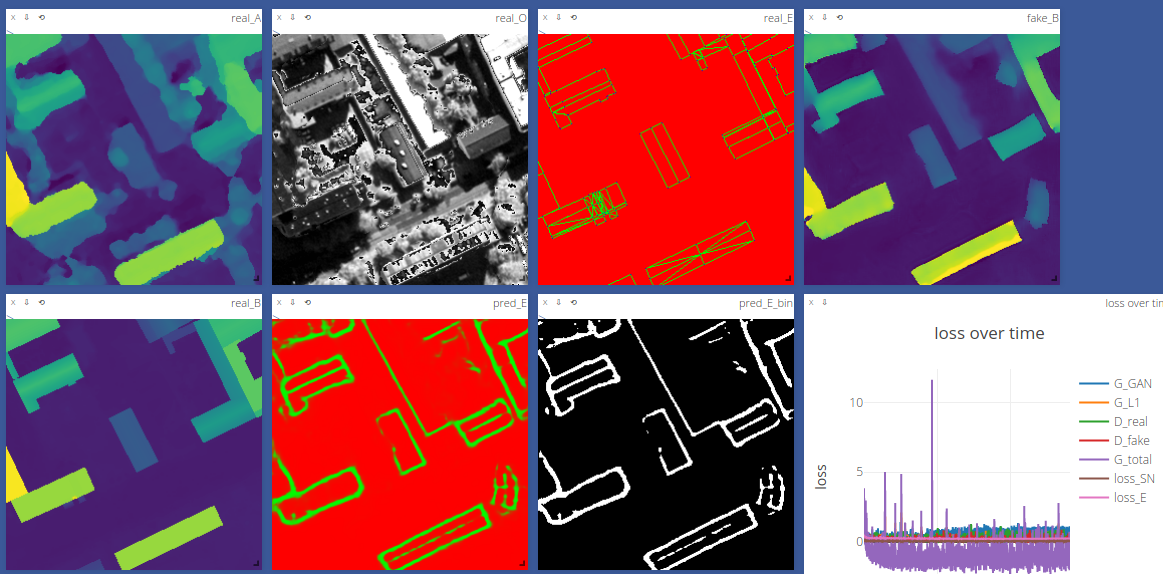 X ⇩ ⟲ real_A
X ⇩ ⟲ real_O
X ⇩ ⟲ real_E
X ⇩ ⟲ fake_B
X ⇩ ⟲ real_B
X ⇩ ⟲ pred_E
X ⇩ ⟲ pred_E_bin
X ⇩ loss over tim
loss over time
10
5
0
loss
G_GAN
G_L1
D_real
D_fake
G_total
loss_SN
loss_E